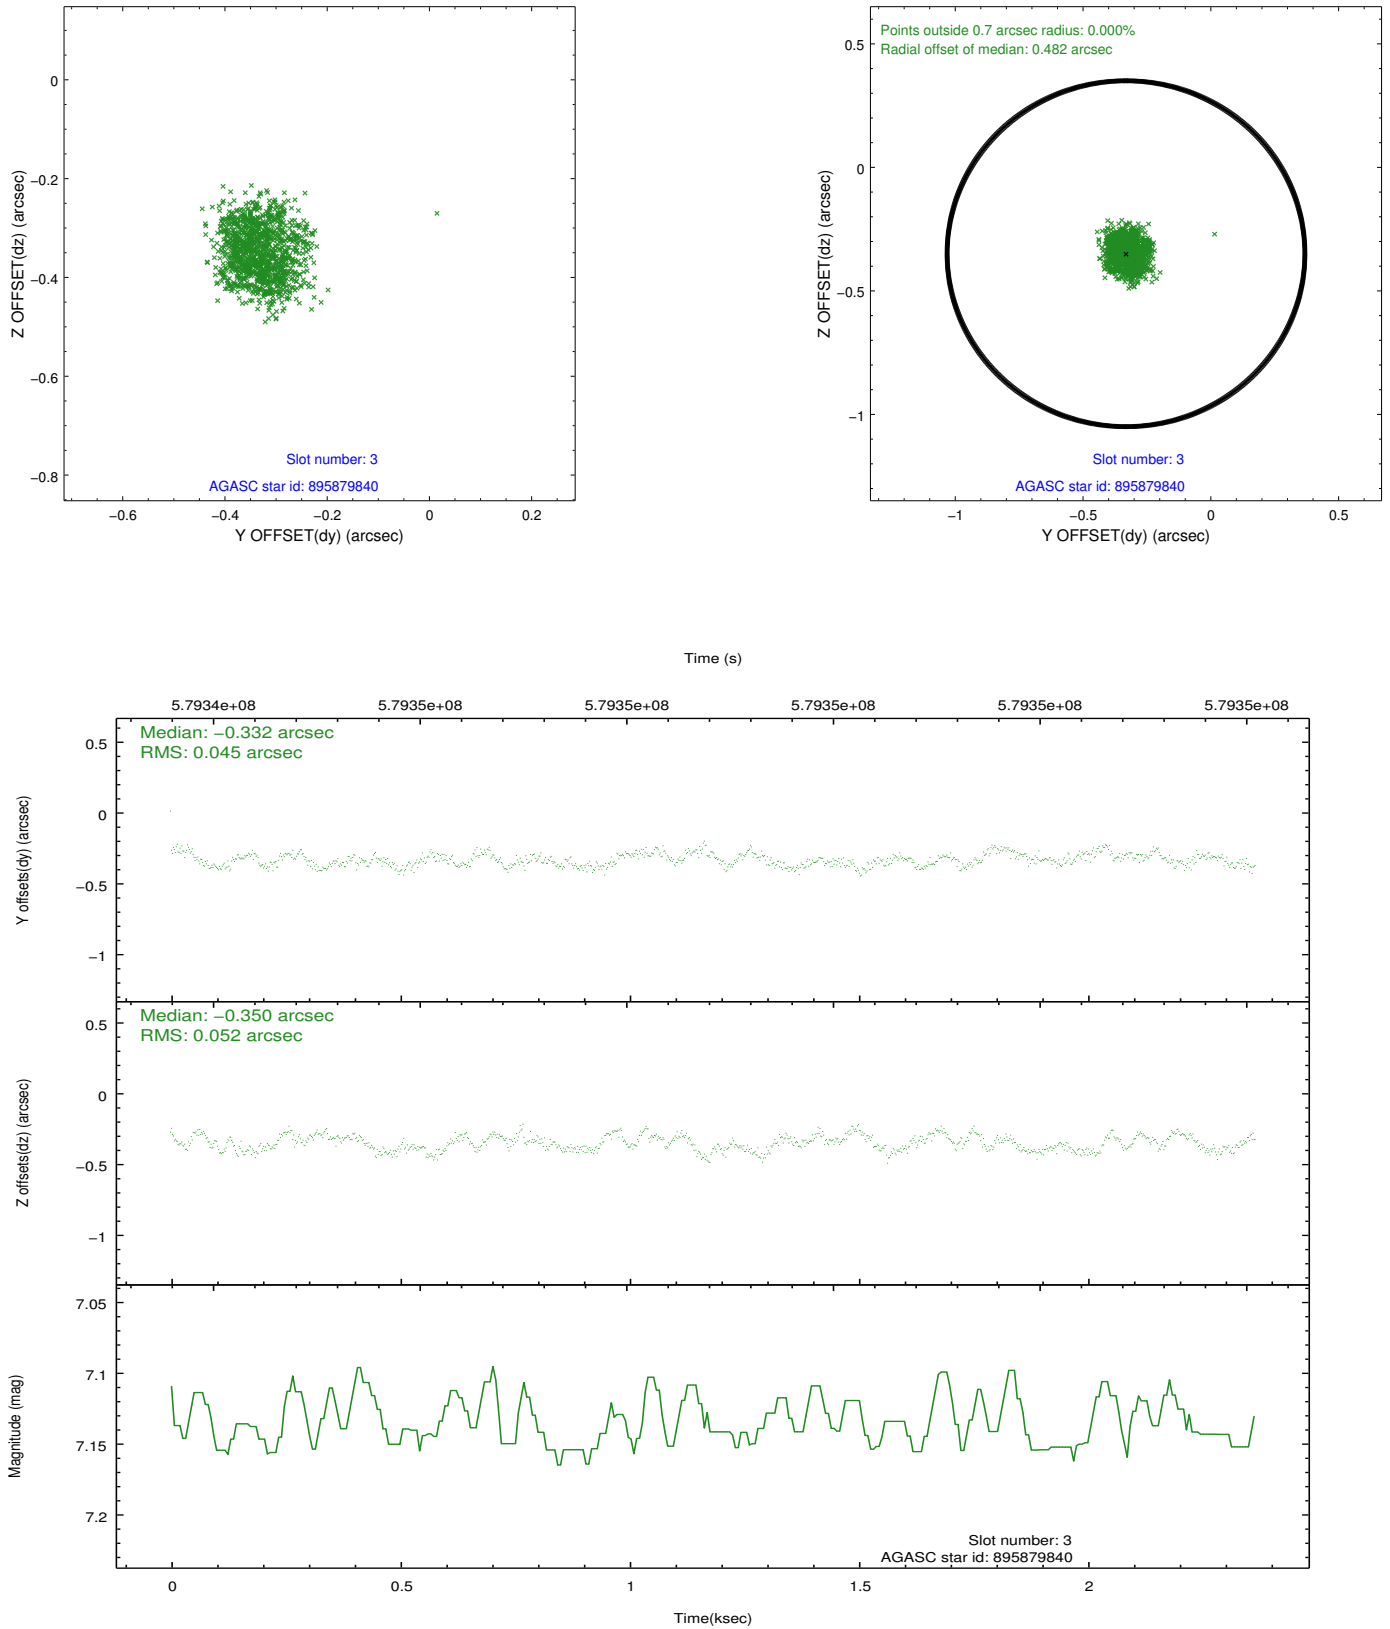 0
−0.2
−0.4
−0.6
−0.8
Z OFFSET(dz) (arcsec)
Slot number: 3
AGASC star id: 895879840
−0.6
−0.4
−0.2
0
0.2
Y OFFSET(dy) (arcsec)
Points outside 0.7 arcsec radius: 0.000%
Radial offset of median: 0.482 arcsec
0.5
0
−0.5
−1
Z OFFSET(dz) (arcsec)
Slot number: 3
AGASC star id: 895879840
−1
−0.5
0
0.5
Y OFFSET(dy) (arcsec)
Time (s)
5.7934e+08
5.7935e+08
5.7935e+08
5.7935e+08
5.7935e+08
5.7935e+08
Median: −0.332 arcsec
RMS: 0.045 arcsec
0.5
0
−0.5
−1
Y offsets(dy) (arcsec)
Median: −0.350 arcsec
RMS: 0.052 arcsec
0.5
0
−0.5
−1
Z offsets(dz) (arcsec)
7.05
7.1
7.15
7.2
Magnitude (mag)
Slot number: 3
AGASC star id: 895879840
0
0.5
1
1.5
2
Time(ksec)